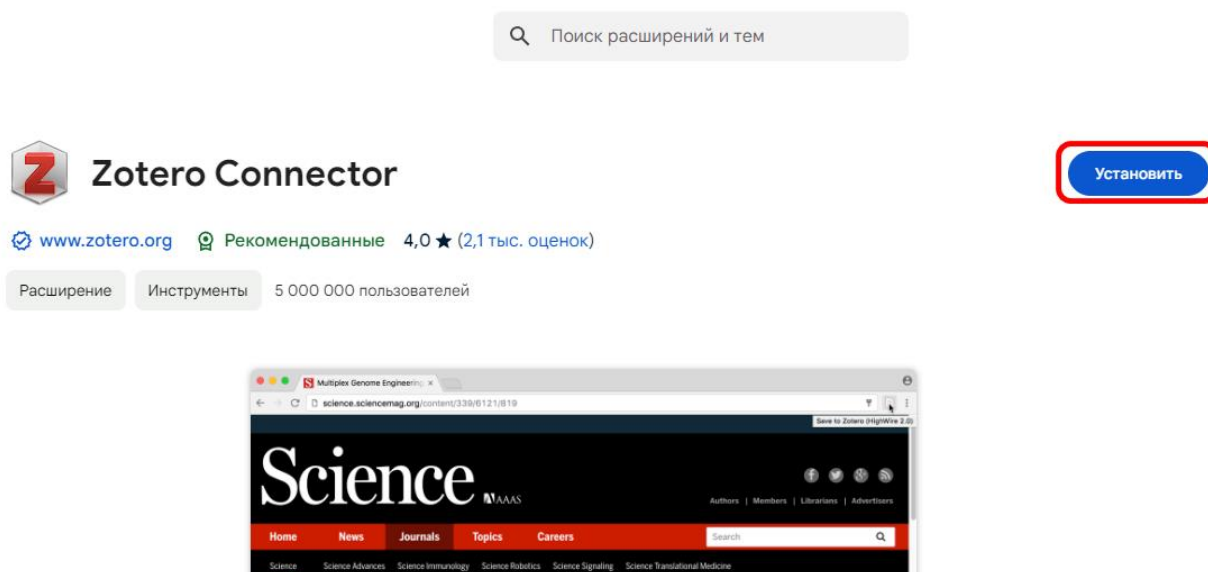 Поиск расширений и тем
Z
Zotero Connector
Установить
www.zotero.org Рекомендованные 4,0 ★ (2,1 тыс. оценок)
Расширение Инструменты 5 000 000 пользователей
S Multiplex Genome Engineering ×
science.sciencemag.org/content/339/6121/819
Save to Zotero (HighWire 2.0)
Science AAAS
Authors | Members | Librarians | Advertisers
Home News Journals Topics Careers Search
Science Science Advances Science Immunology Science Robotics Science Signaling Science Translational Medicine